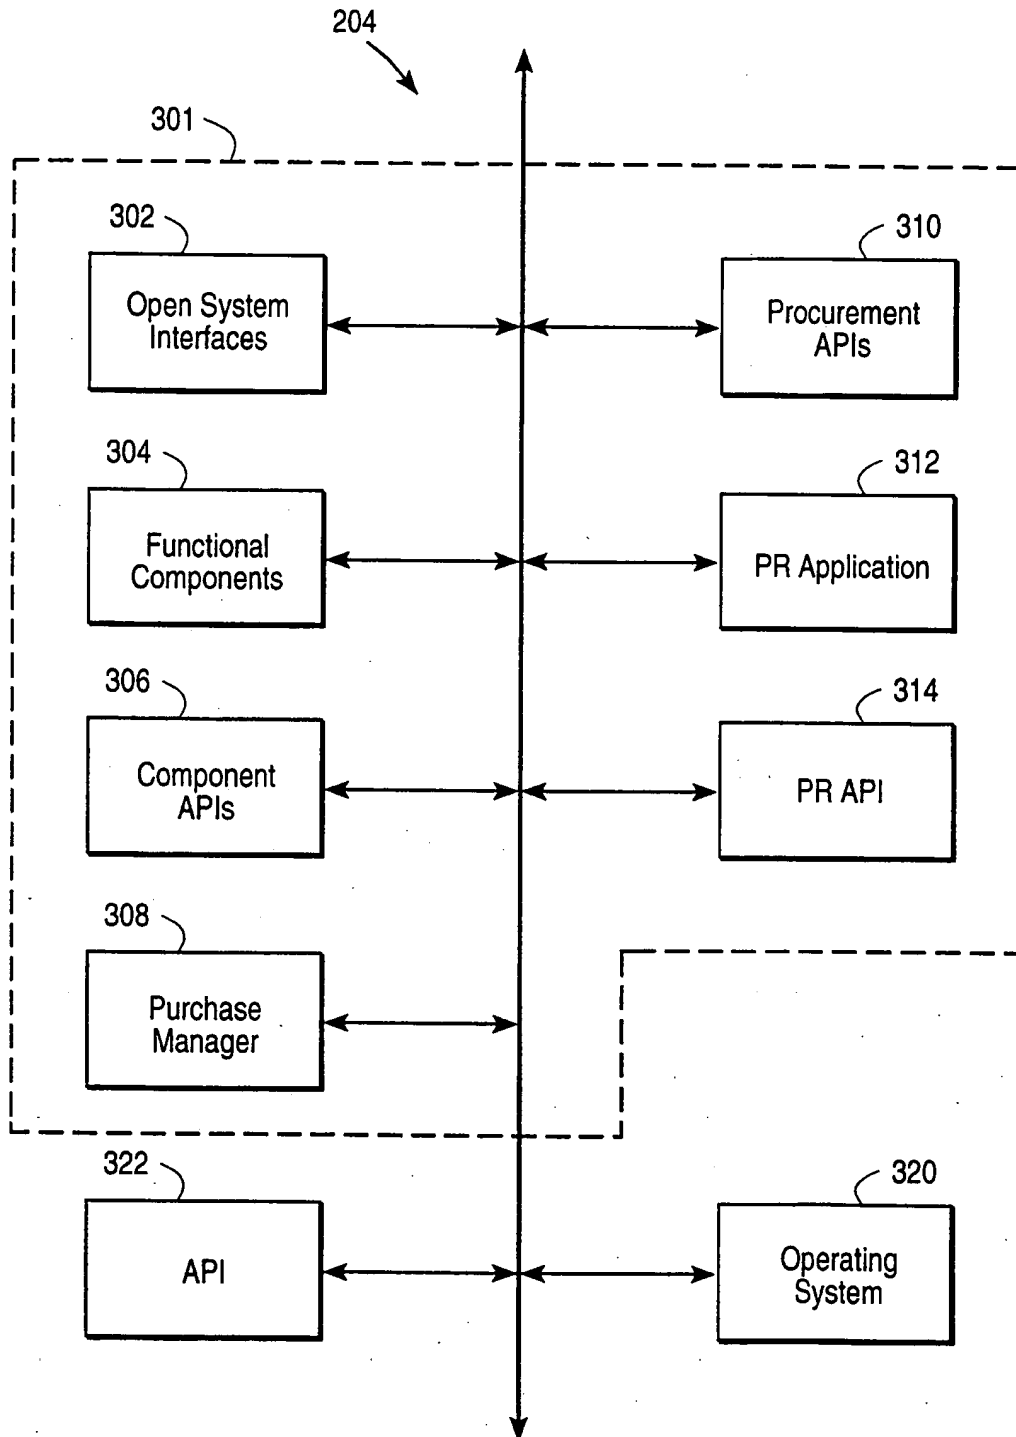 204
301
302
Open System
Interfaces
310
Procurement
APIs
304
Functional
Components
312
PR Application
306
Component
APIs
314
PR API
308
Purchase
Manager
322
API
320
Operating
System